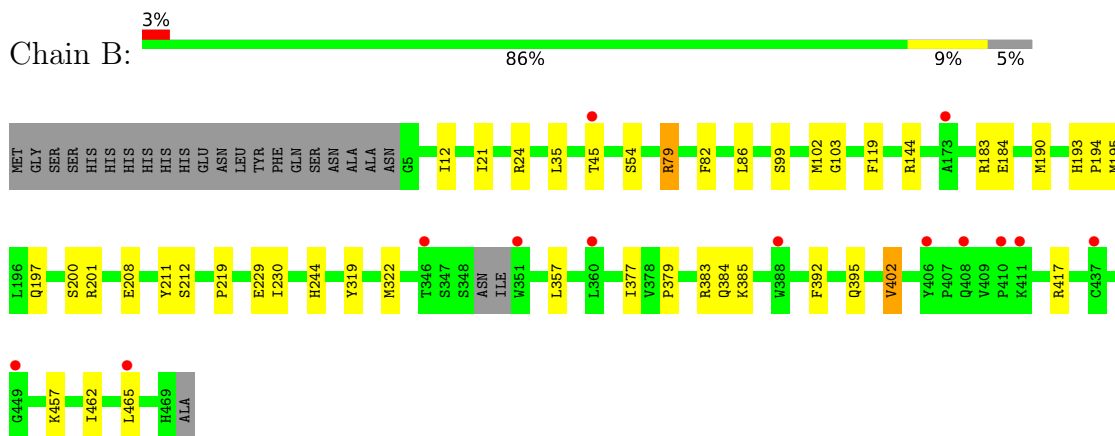 3%
Chain B:
86% 9% 5%
MET GLY SER SER HIS HIS HIS HIS HIS HIS GLU ASN LEU TYR PHE GLN SER ASN ALA ALA ASN G5 I12 I21 R24 L35 T45 S54 R79 F82 L86 S99 M102 G103 F119 R144 A173 R183 E184 M190 H193 P194 M195
L196 Q197 S200 R201 E208 Y211 S212 P219 E229 I230 H244 Y319 M322 T346 S347 S348 ASN ILE W351 L357 L360 I377 V378 P379 R383 Q384 K385 W388 F392 Q395 V402 Y406 P407 Q408 V409 P410 K411 R417 C437
G449 K457 I462 L465 H469 ALA